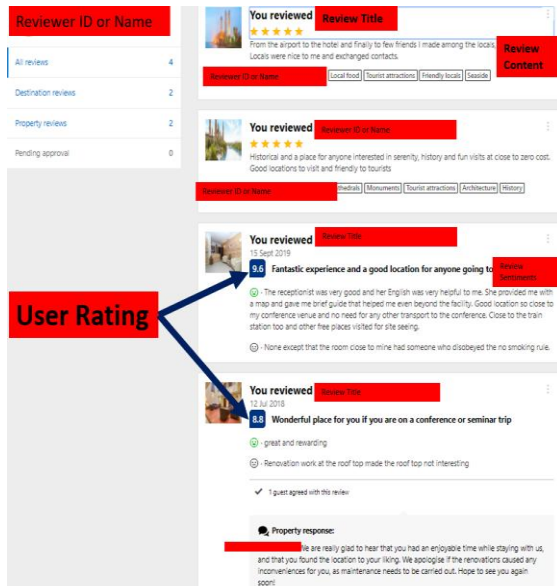 Reviewer ID or Name
All reviews 4
Destination reviews 2
Property reviews 2
Pending approval 0
User Rating
You reviewed Review Title
From the airport to the hotel and finally to few friends I made among the locals,
Locals were nice to me and exchanged contacts.
Review
Content
Reviewer ID or Name Local food Tourist attractions Friendly locals Seaside
You reviewed Reviewer ID or Name
Historical and a place for anyone interested in serenity, history and fun visits at close to zero cost.
Good locations to visit and friendly to tourists
Reviewer ID or Name thedrals Monuments Tourist attractions Architecture History
You reviewed Review Title
15 Sept 2019
9.6 Fantastic experience and a good location for anyone going to
Review
Sentiments
- The receptionist was very good and her English was very helpful to me. She provided me with
a map and gave me brief guide that helped me even beyond the facility. Good location so close to
my conference venue and no need for any other transport to the conference. Close to the train
station too and other free places visited for site seeing.
- None except that the room close to mine had someone who disobeyed the no smoking rule.
You reviewed Review Title
12 Jul 2018
8.8 Wonderful place for you if you are on a conference or seminar trip
- great and rewarding
- Renovation work at the roof top made the roof top not interesting
1 guest agreed with this review
Property response:
We are really glad to hear that you had an enjoyable time while staying with us,
and that you found the location to your liking. We apologise if the renovations caused any
inconveniences for you, as maintenance needs to be carried out. Hope to see you again
soon!